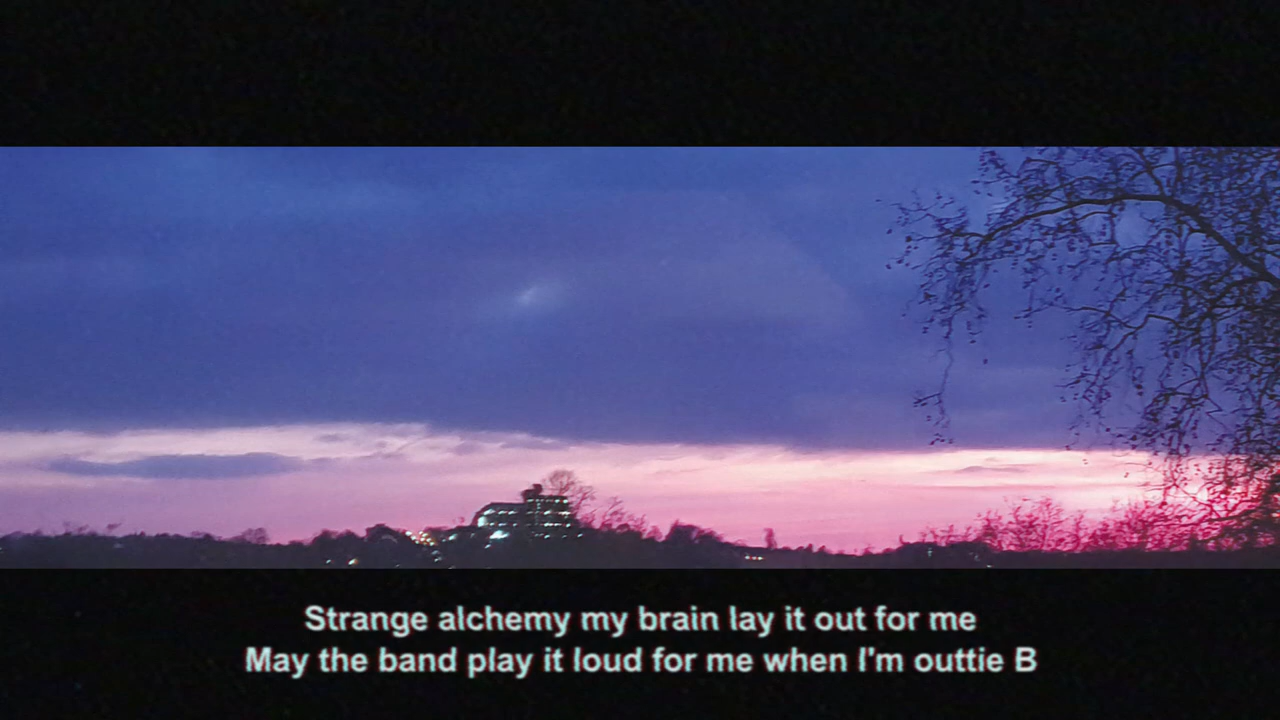 Strange alchemy my brain lay it out for me
May the band play it loud for me when I'm outtie B